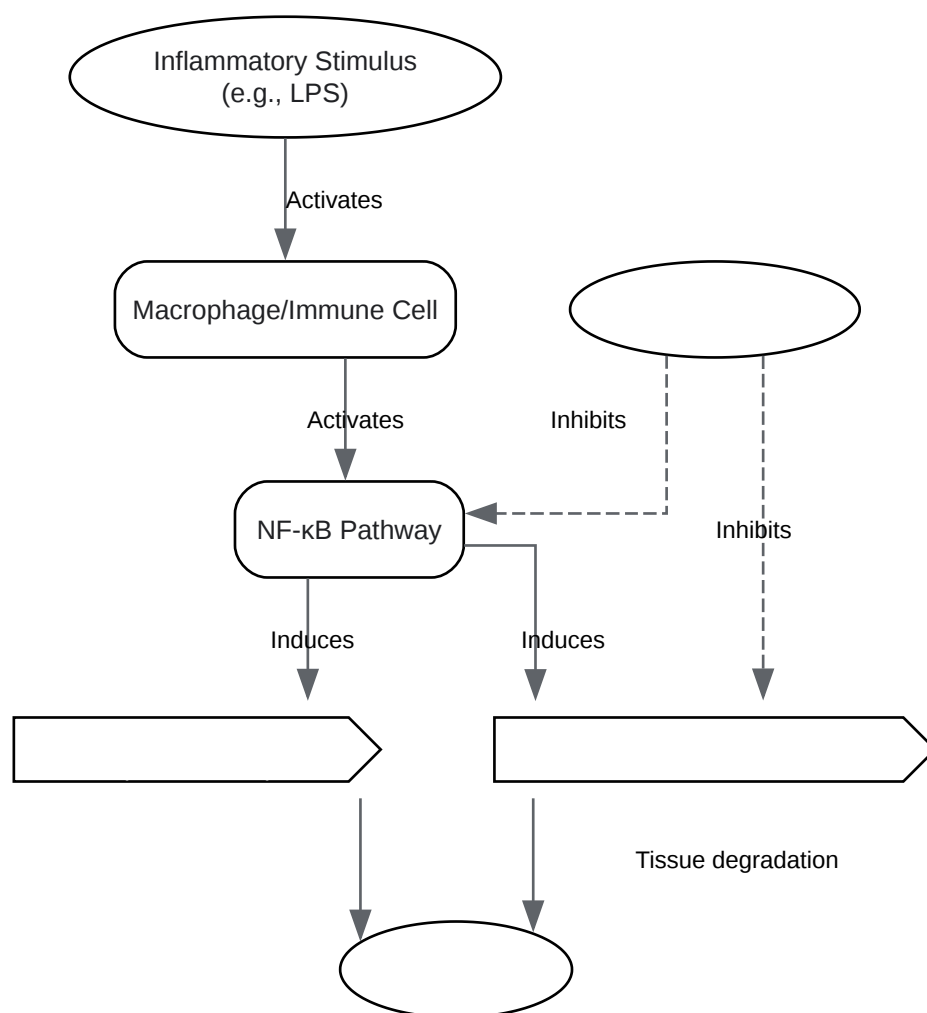 Inflammatory Stimulus
(e.g., LPS)
Activates
Macrophage/Immune Cell
Activates
Inhibits
NF-κB Pathway
Inhibits
Induces
Induces
Tissue degradation